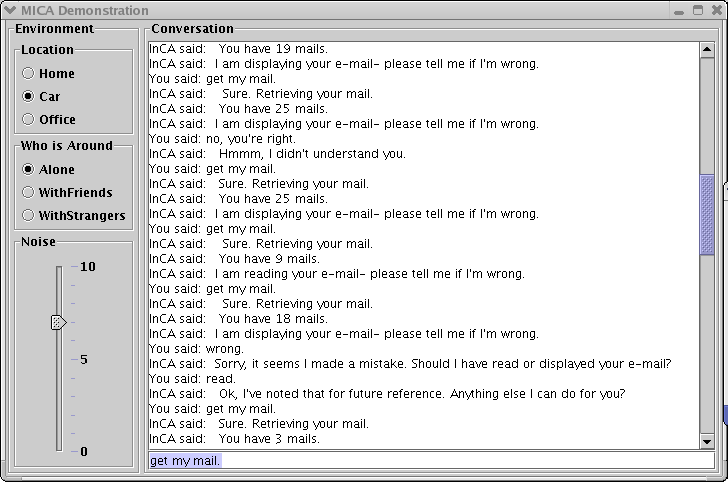 MICA Demonstration
Environment
Location
Home
Car
Office
Who is Around
Alone
WithFriends
WithStrangers
Noise
10
5
0
Conversation
InCA said: You have 19 mails.
InCA said: I am displaying your e-mail- please tell me if I'm wrong.
You said: get my mail.
InCA said: Sure. Retrieving your mail.
InCA said: You have 25 mails.
InCA said: I am displaying your e-mail- please tell me if I'm wrong.
You said: no, you're right.
InCA said: Hmmm, I didn't understand you.
You said: get my mail.
InCA said: Sure. Retrieving your mail.
InCA said: You have 25 mails.
InCA said: I am displaying your e-mail- please tell me if I'm wrong.
You said: get my mail.
InCA said: Sure. Retrieving your mail.
InCA said: You have 9 mails.
InCA said: I am reading your e-mail- please tell me if I'm wrong.
You said: get my mail.
InCA said: Sure. Retrieving your mail.
InCA said: You have 18 mails.
InCA said: I am displaying your e-mail- please tell me if I'm wrong.
You said: wrong.
InCA said: Sorry, it seems I made a mistake. Should I have read or displayed your e-mail?
You said: read.
InCA said: Ok, I've noted that for future reference. Anything else I can do for you?
You said: get my mail.
InCA said: Sure. Retrieving your mail.
InCA said: You have 3 mails.
get my mail.